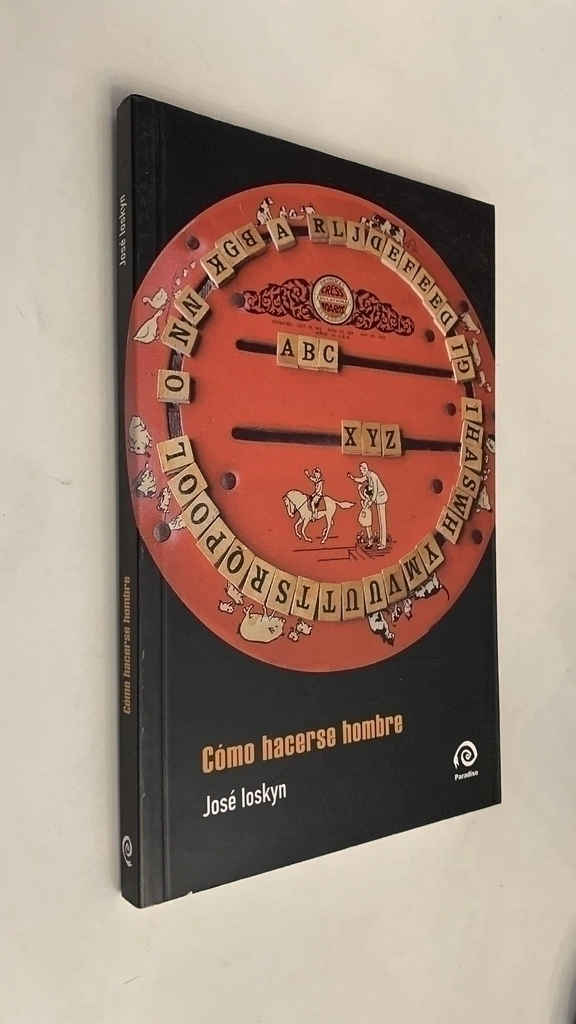 José Ioskyn
Cómo hacerse hombre
K G B A R L J D E F E E E D G I
ABC
XYZ
O N N
I H A S W H
L O O P Q R S T T U U V M Y
Cómo hacerse hombre
José Ioskyn
Paradiso